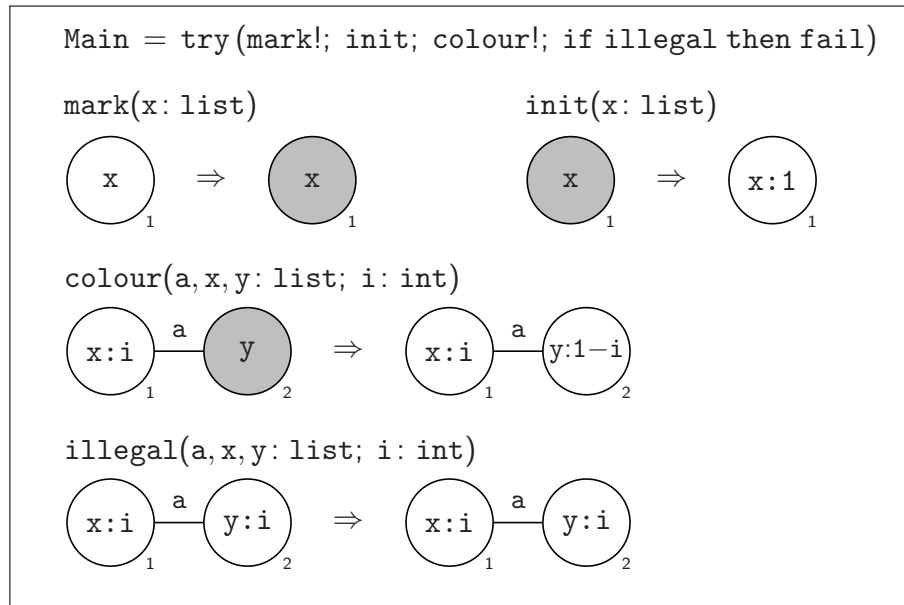 Main = try (mark!; init; colour!; if illegal then fail)
mark(x: list) init(x: list)
x ⇒ x x ⇒ x:1
1 1 1 1
colour(a, x, y: list; i: int)
a a
x:i y ⇒ x:i y:1−i
1 2 1 2
illegal(a, x, y: list; i: int)
a a
x:i y:i ⇒ x:i y:i
1 2 1 2